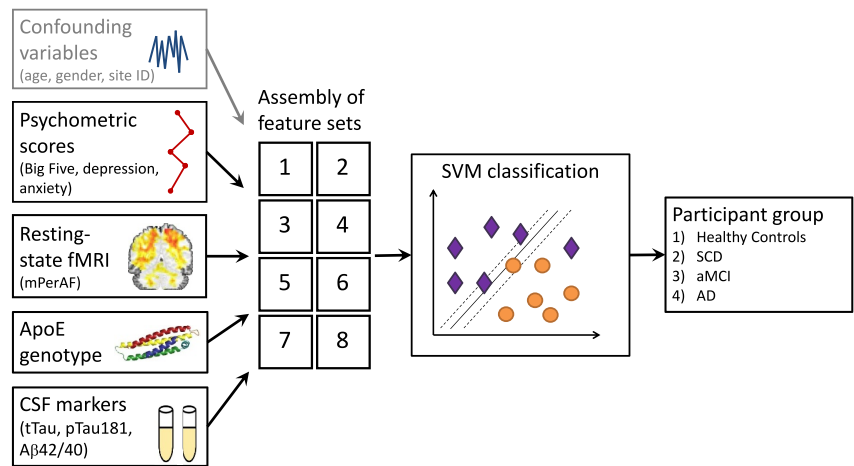 Confounding
variables
(age, gender, site ID)
Psychometric
scores
(Big Five, depression,
anxiety)
Resting-
state fMRI
(mPerAF)
ApoE
genotype
CSF markers
(tTau, pTau181,
Aβ42/40)
Assembly of
feature sets
1 2
3 4
5 6
7 8
SVM classification
Participant group
1) Healthy Controls
2) SCD
3) aMCI
4) AD